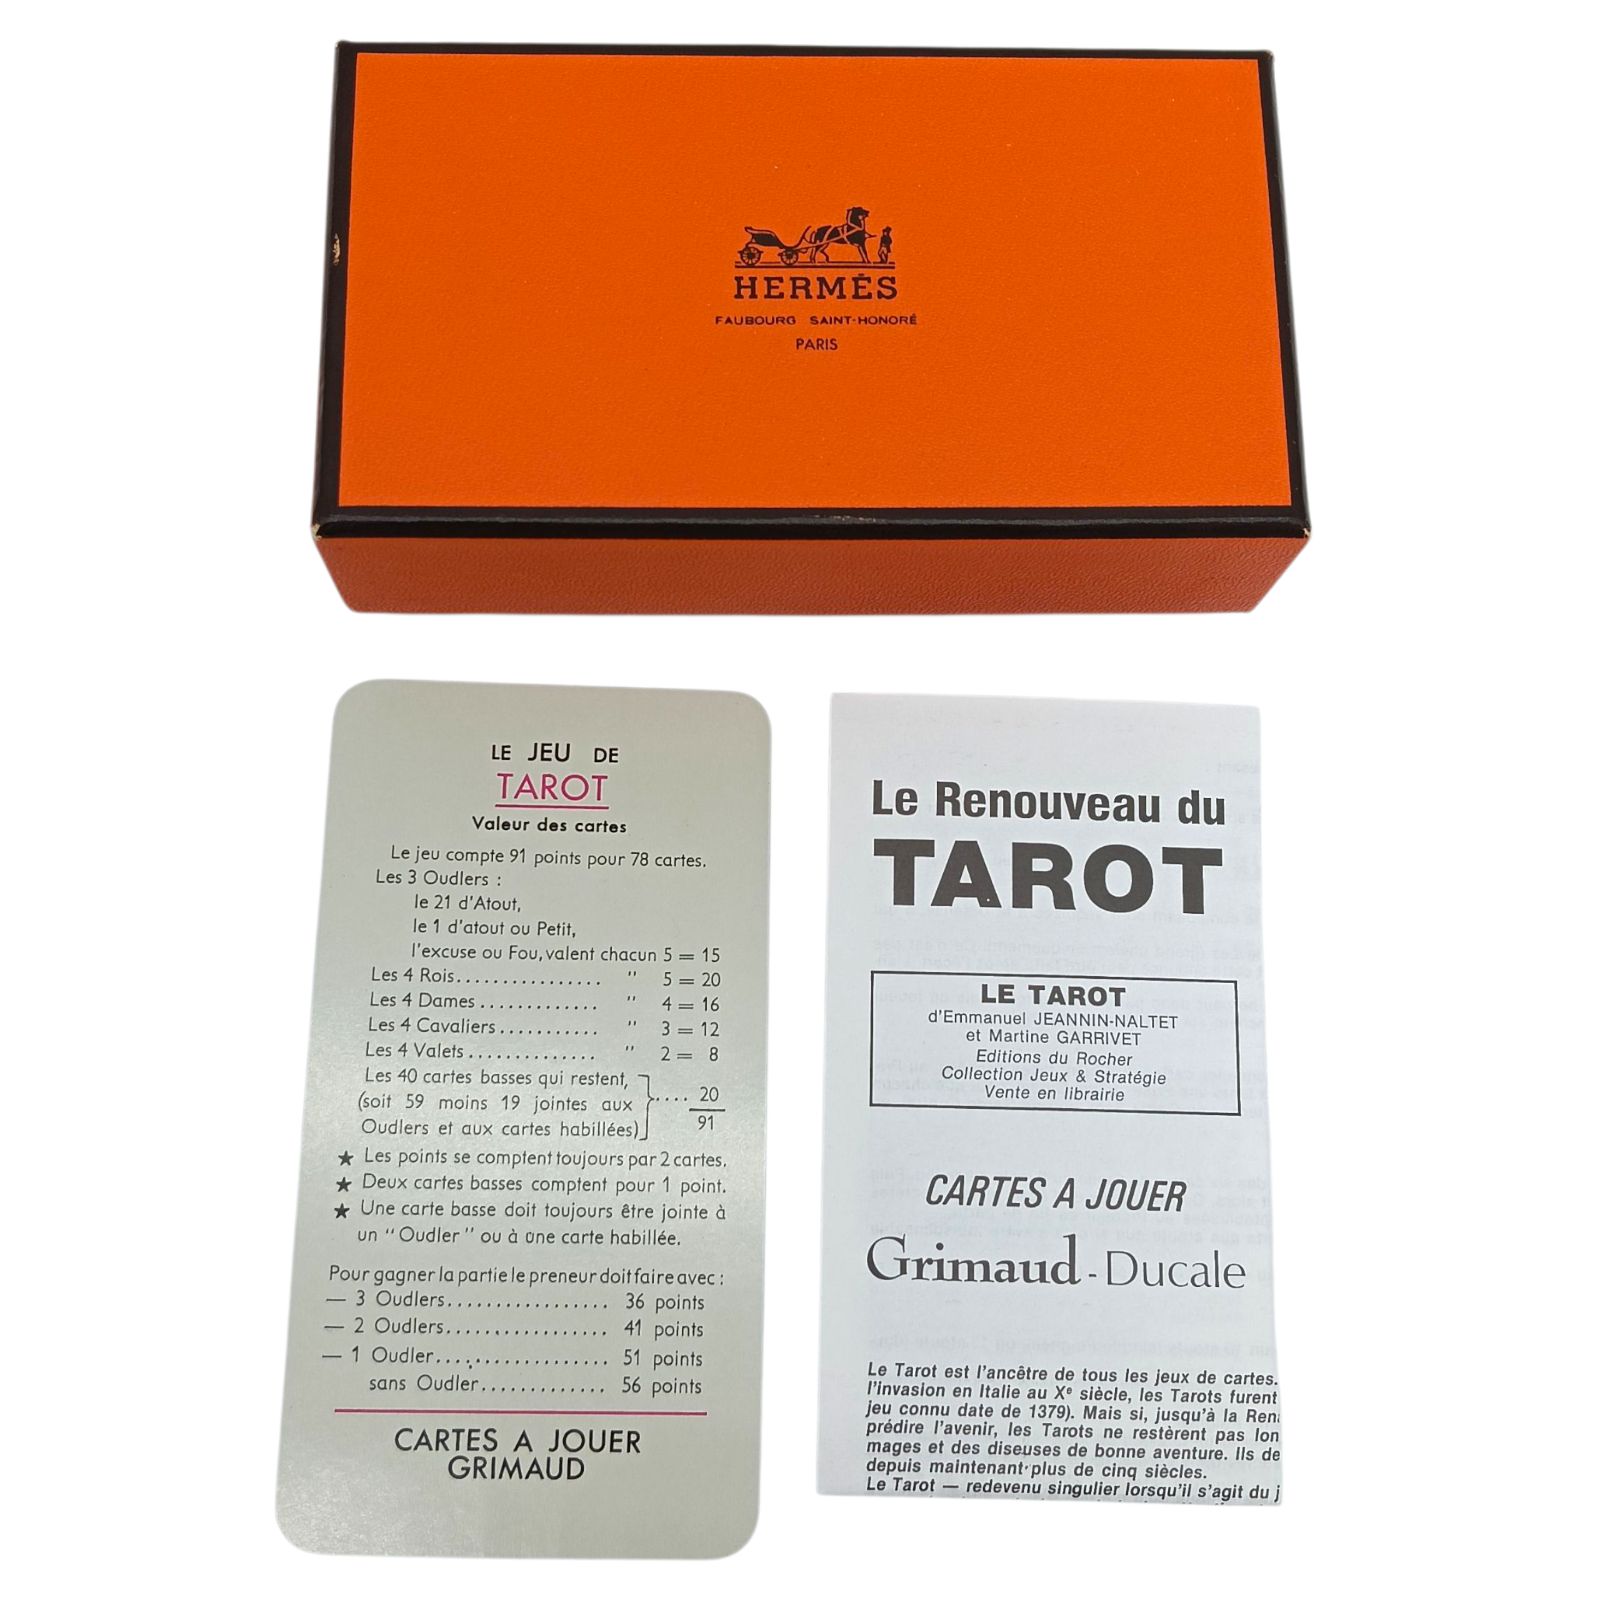 HERMÈS
FAUBOURG SAINT-HONORÉ
PARIS
LE JEU DE
TAROT
Valeur des cartes
Le jeu compte 91 points pour 78 cartes.
Les 3 Oudlers :
le 21 d'Atout,
le 1 d'atout ou Petit,
l'excuse ou Fou, valent chacun 5 = 15
Les 4 Rois................ " 5 = 20
Les 4 Dames............. " 4 = 16
Les 4 Cavaliers........... " 3 = 12
Les 4 Valets.............. " 2 = 8
Les 40 cartes basses qui restent,
(soit 59 moins 19 jointes aux .... 20
Oudlers et aux cartes habillées) 91
★ Les points se comptent toujours par 2 cartes.
★ Deux cartes basses comptent pour 1 point.
★ Une carte basse doit toujours être jointe à
un "Oudler" ou à une carte habillée.
Pour gagner la partie le preneur doit faire avec :
— 3 Oudlers................. 36 points
— 2 Oudlers................. 41 points
— 1 Oudler.................. 51 points
sans Oudler............. 56 points
CARTES A JOUER
GRIMAUD
Le Renouveau du
TAROT
LE TAROT
d'Emmanuel JEANNIN-NALTET
et Martine GARRIVET
Editions du Rocher
Collection Jeux & Stratégie
Vente en librairie
CARTES A JOUER
Grimaud - Ducale
Le Tarot est l'ancêtre de tous les jeux de cartes.
l'invasion en Italie au Xe siècle, les Tarots furent
jeu connu date de 1379). Mais si, jusqu'à la Ren
prédire l'avenir, les Tarots ne restèrent pas lon
mages et des diseuses de bonne aventure. Ils de
depuis maintenant plus de cinq siècles.
Le Tarot — redevenu singulier lorsqu'il s'agit du j